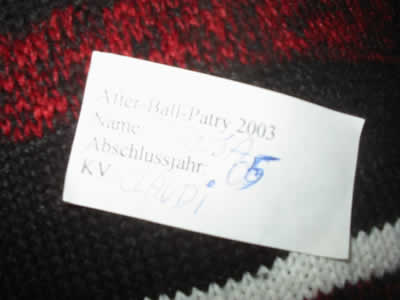 After-Ball-Patry 2003
Name
Abschlussjahr 05
KV CLAUDI